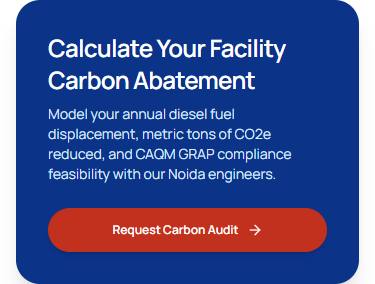 Calculate Your Facility
Carbon Abatement
Model your annual diesel fuel
displacement, metric tons of CO2e
reduced, and CAQM GRAP compliance
feasibility with our Noida engineers.
Request Carbon Audit →